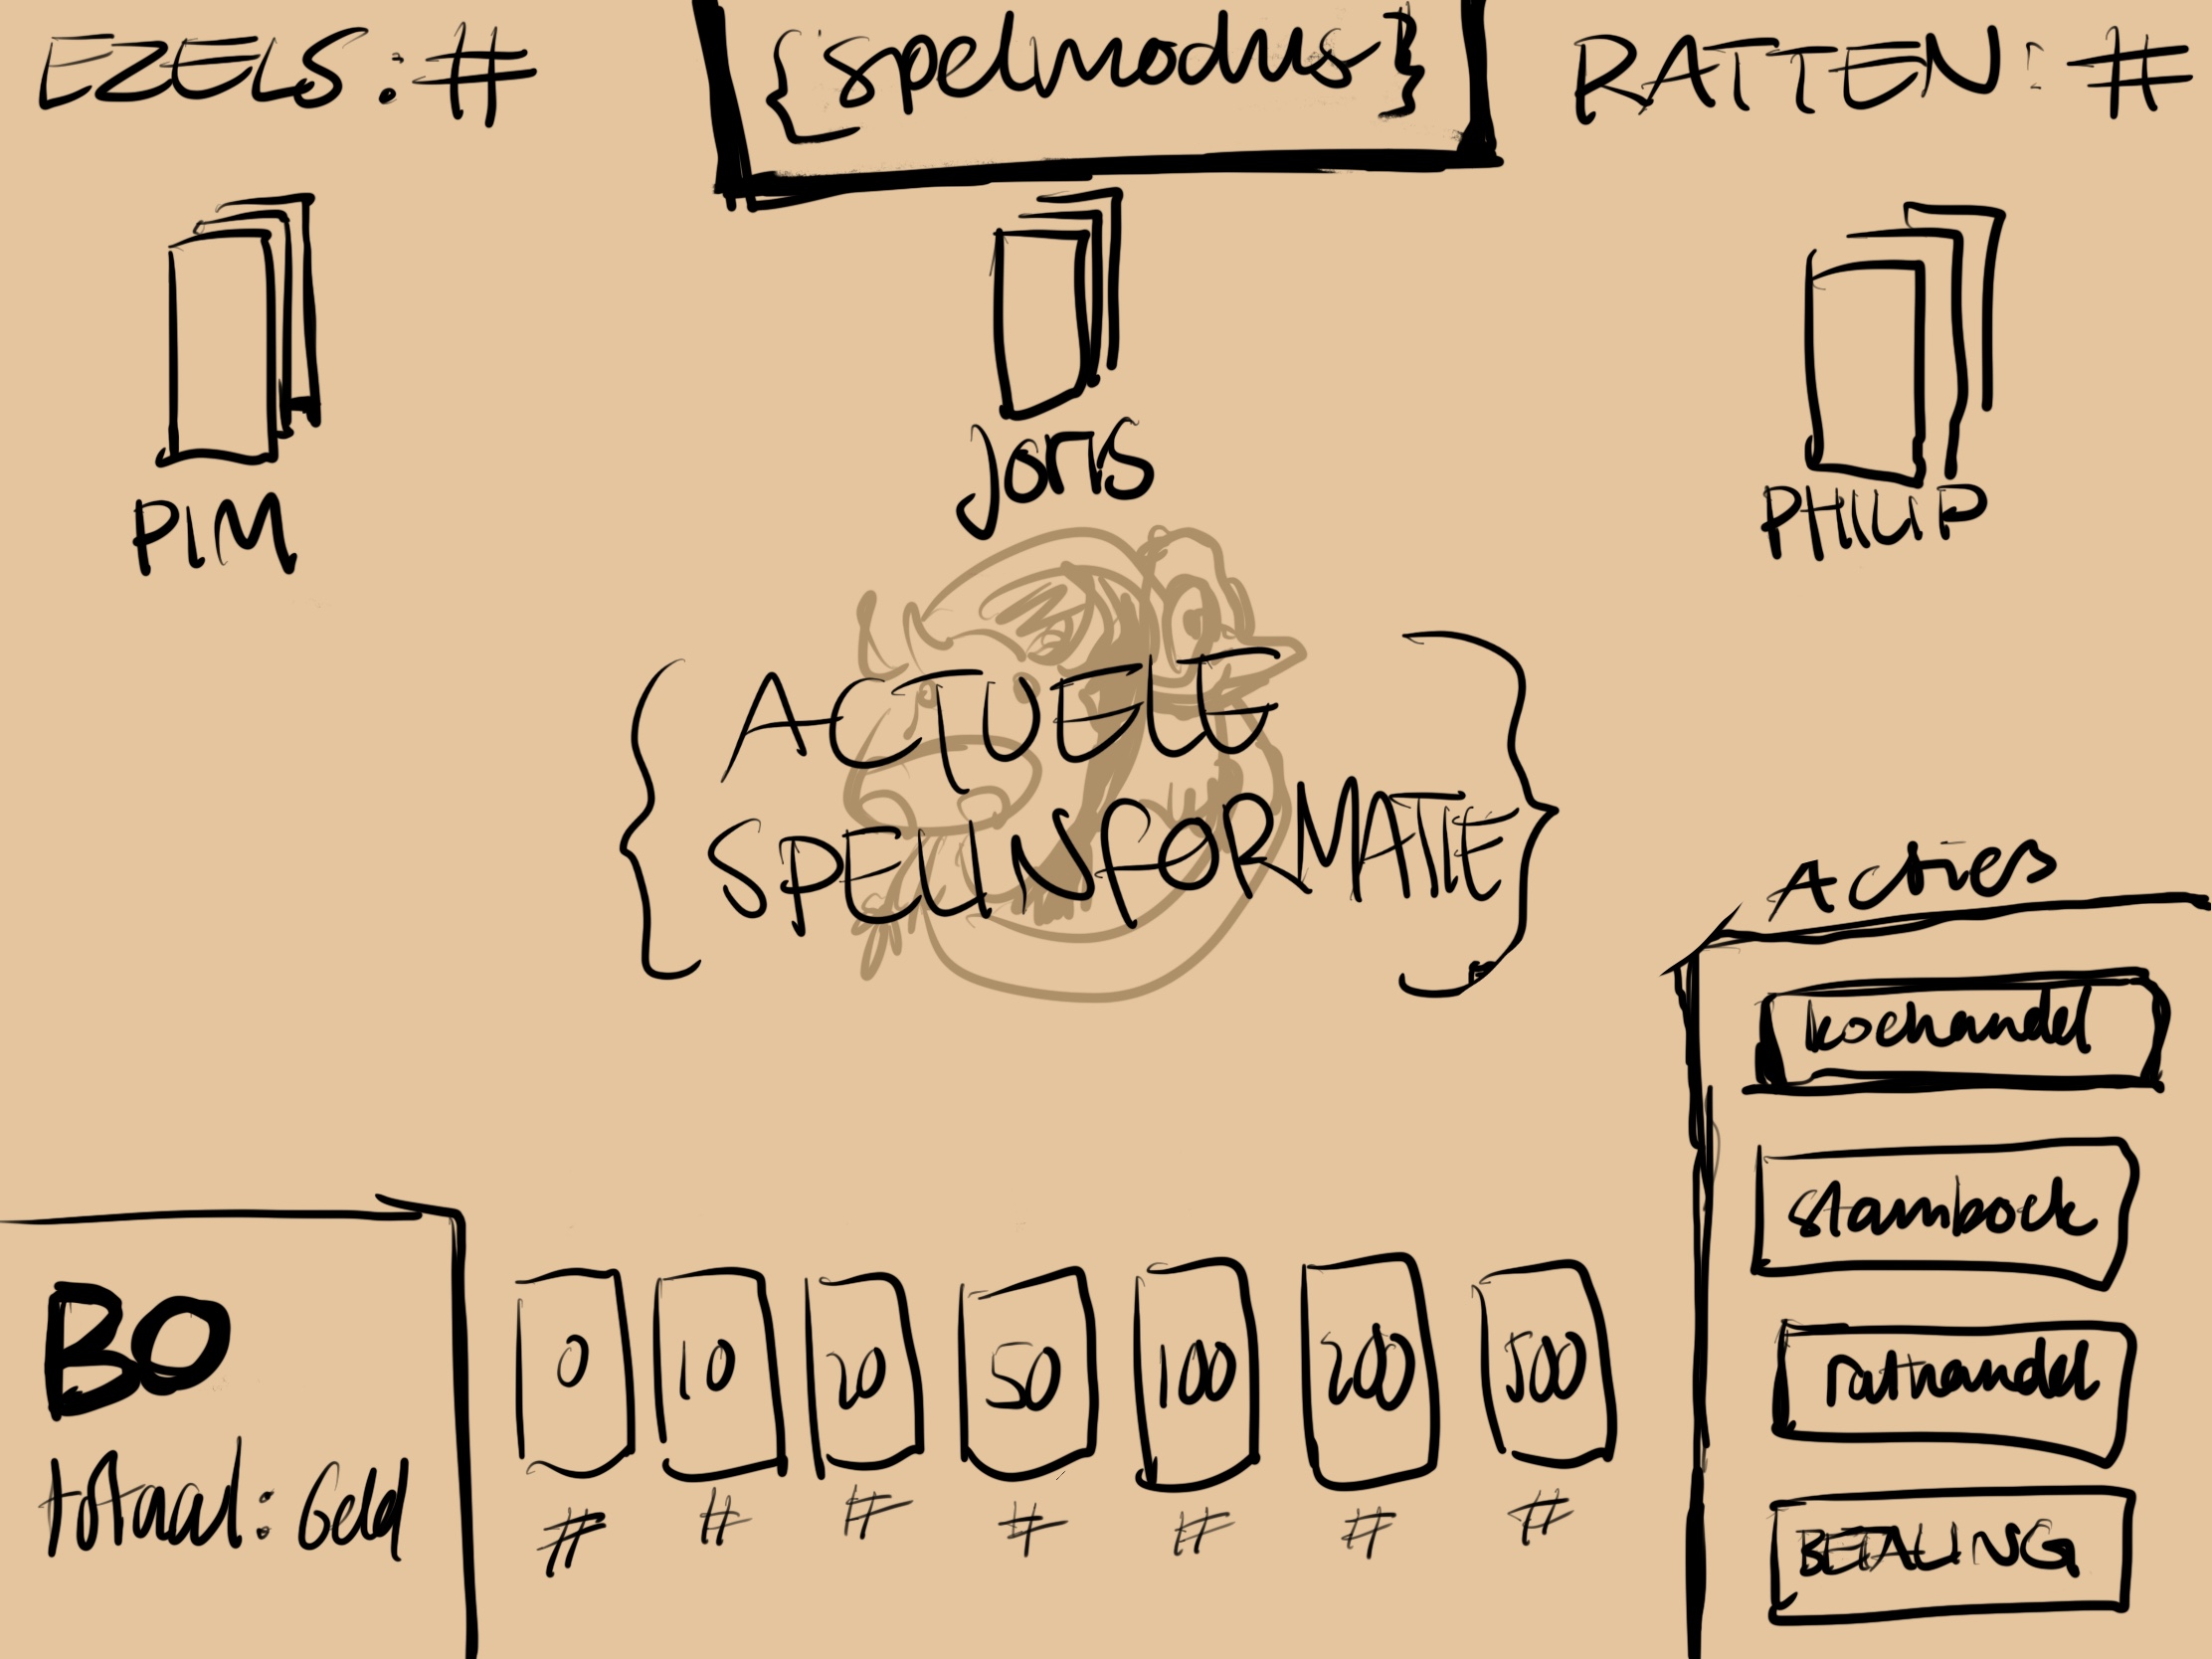 EZELS: # {spelmodus} RATTEN: #
PIM Joris PHILIP
{ACTUELE
SPELINFORMATIE}
Acties
koehandel
stamboek
rathandel
BETALING
BO
totaal: Geld
0 10 20 50 100 200 500
# # # # # # #